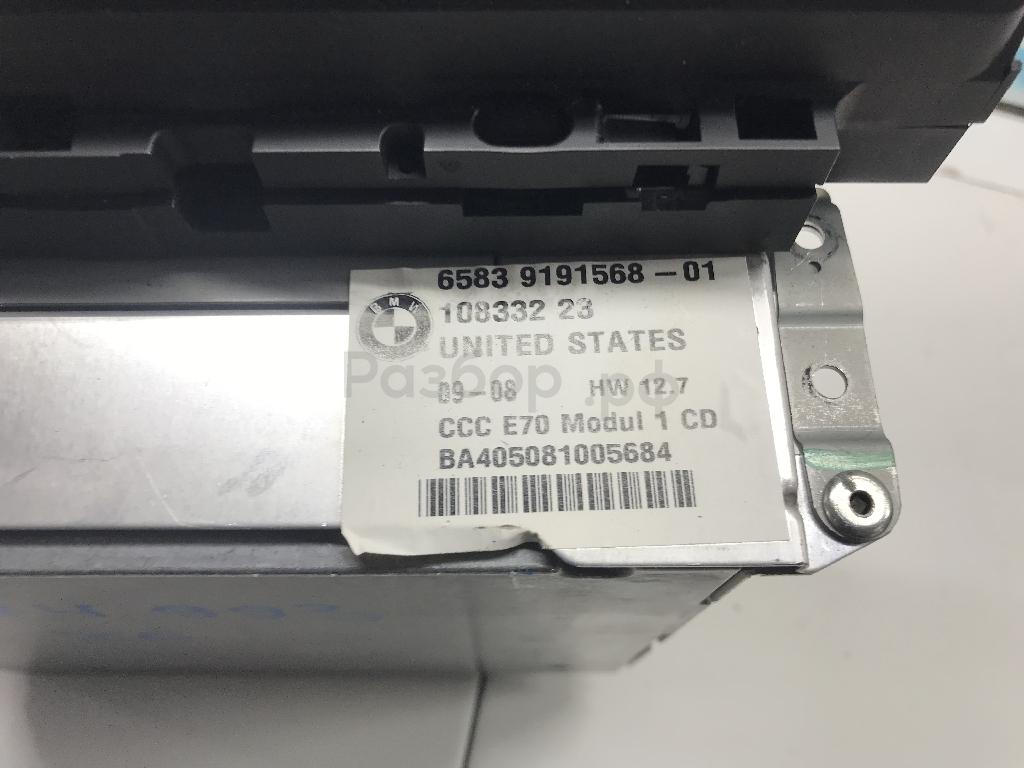 6583 9191568-01
BMW
108332 23
UNITED STATES
Разбор.рф
09-08 HW 12.7
CCC E70 Modul 1 CD
BA405081005684